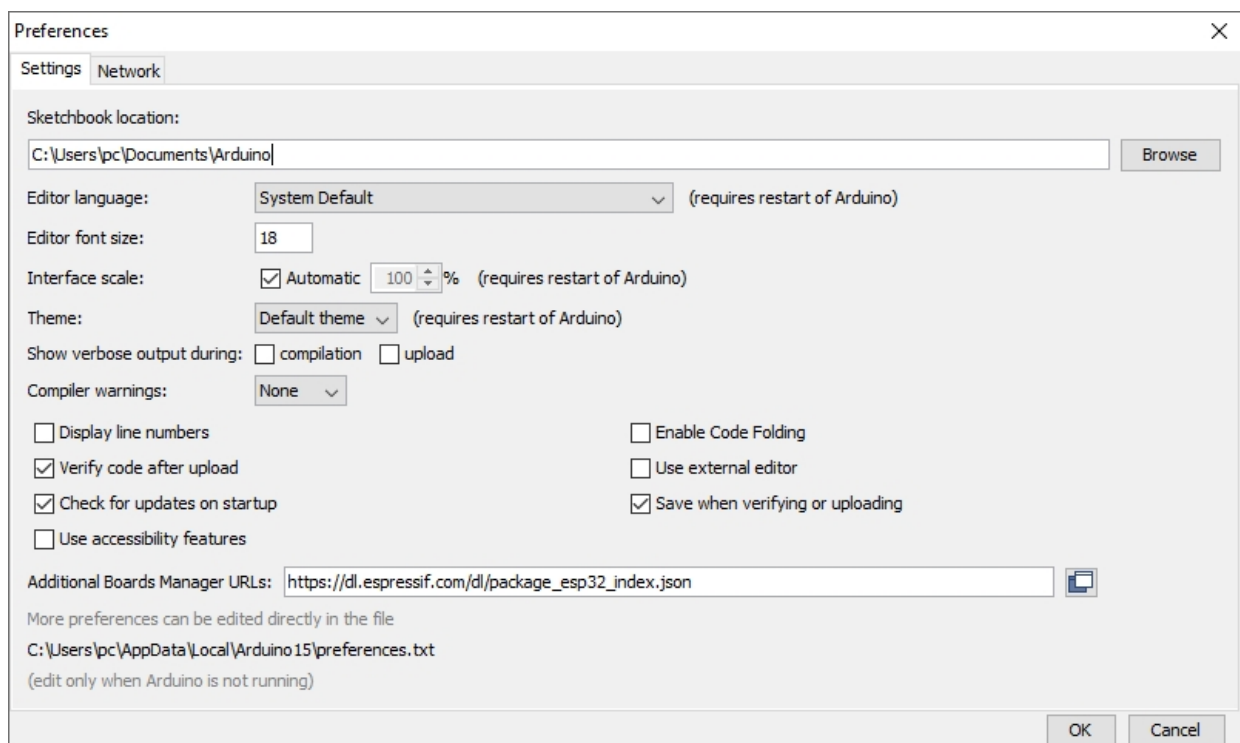 Preferences
Settings Network
Sketchbook location:
C:\Users\pc\Documents\Arduino Browse
Editor language: System Default (requires restart of Arduino)
Editor font size: 18
Interface scale: Automatic 100 % (requires restart of Arduino)
Theme: Default theme (requires restart of Arduino)
Show verbose output during: compilation upload
Compiler warnings: None
Display line numbers Enable Code Folding
Verify code after upload Use external editor
Check for updates on startup Save when verifying or uploading
Use accessibility features
Additional Boards Manager URLs: https://dl.espressif.com/dl/package_esp32_index.json
More preferences can be edited directly in the file
C:\Users\pc\AppData\Local\Arduino15\preferences.txt
(edit only when Arduino is not running)
OK Cancel